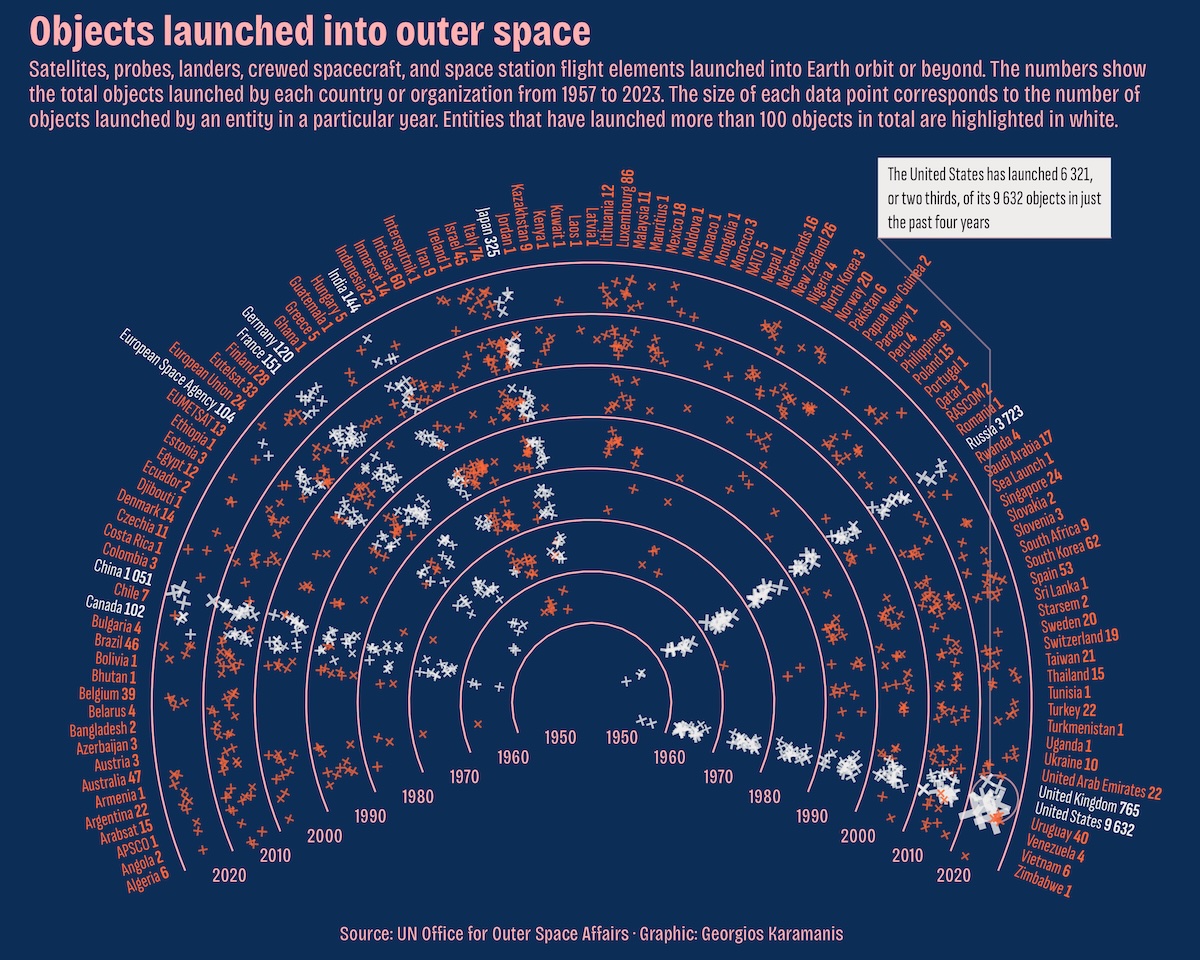 Objects launched into outer space
Satellites, probes, landers, crewed spacecraft, and space station flight elements launched into Earth orbit or beyond. The numbers show
the total objects launched by each country or organization from 1957 to 2023. The size of each data point corresponds to the number of
objects launched by an entity in a particular year. Entities that have launched more than 100 objects in total are highlighted in white.
The United States has launched 6 321,
or two thirds, of its 9 632 objects in just
the past four years
Algeria 6
Angola 2
APSCO 1
Arabsat 15
Argentina 22
Armenia 1
Australia 47
Austria 3
Azerbaijan 3
Bangladesh 2
Belarus 4
Belgium 39
Bhutan 1
Bolivia 1
Brazil 46
Bulgaria 4
Canada 102
Chile 7
China 1 051
Colombia 3
Costa Rica 1
Czechia 11
Denmark 14
Djibouti 1
Ecuador 2
Egypt 12
Estonia 3
Ethiopia 1
EUMETSAT 13
European Space Agency 104
European Union 24
Eutelsat 32
Finland 28
France 151
Germany 120
Ghana 1
Greece 5
Guatemala 1
Hungary 5
India 144
Indonesia 23
Inmarsat 14
Intelsat 60
Intersputnik 1
Iran 9
Ireland 1
Israel 45
Italy 74
Japan 325
Jordan 1
Kazakhstan 9
Kenya 1
Kuwait 1
Laos 1
Latvia 1
Lithuania 12
Luxembourg 86
Malaysia 11
Mauritius 1
Mexico 18
Moldova 1
Monaco 1
Mongolia 1
Morocco 3
NATO 5
Nepal 1
Netherlands 16
New Zealand 26
Nigeria 4
North Korea 3
Norway 20
Pakistan 6
Papua New Guinea 2
Paraguay 1
Peru 4
Philippines 9
Poland 15
Portugal 1
Qatar 1
RASCOM 2
Romania 1
Russia 3 723
Rwanda 4
Saudi Arabia 17
Sea Launch 1
Singapore 24
Slovakia 2
Slovenia 3
South Africa 9
South Korea 62
Spain 53
Sri Lanka 1
Starsem 2
Sweden 20
Switzerland 19
Taiwan 21
Thailand 15
Tunisia 1
Turkey 22
Turkmenistan 1
Uganda 1
Ukraine 10
United Arab Emirates 22
United Kingdom 765
United States 9 632
Uruguay 40
Venezuela 4
Vietnam 6
Zimbabwe 1
2020
2010
2000
1990
1980
1970
1960
1950
1950
1960
1970
1980
1990
2000
2010
2020
Source: UN Office for Outer Space Affairs · Graphic: Georgios Karamanis